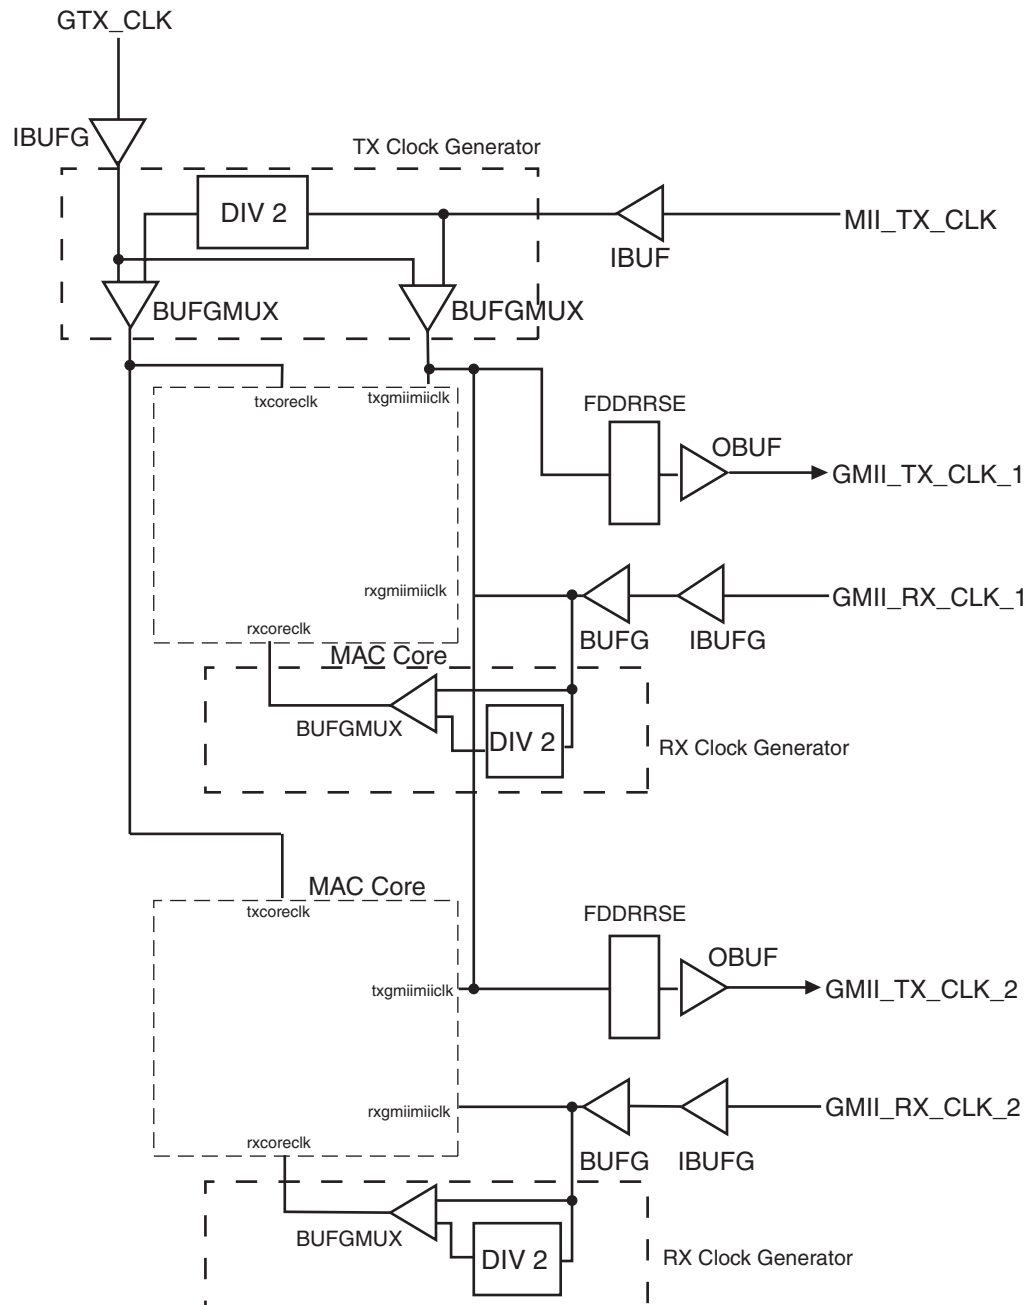 GTX_CLK
IBUFG
TX Clock Generator
DIV 2
MII_TX_CLK
IBUF
BUFGMUX
BUFGMUX
txcoreclk
txgmiimiiclk
FDDRRSE
OBUF
GMII_TX_CLK_1
rxgmiimiiclk
GMII_RX_CLK_1
rxcoreclk
BUFG
IBUFG
MAC Core
BUFGMUX
DIV 2
RX Clock Generator
MAC Core
txcoreclk
FDDRRSE
OBUF
txgmiimiiclk
GMII_TX_CLK_2
rxgmiimiiclk
GMII_RX_CLK_2
rxcoreclk
BUFG
IBUFG
BUFGMUX
DIV 2
RX Clock Generator